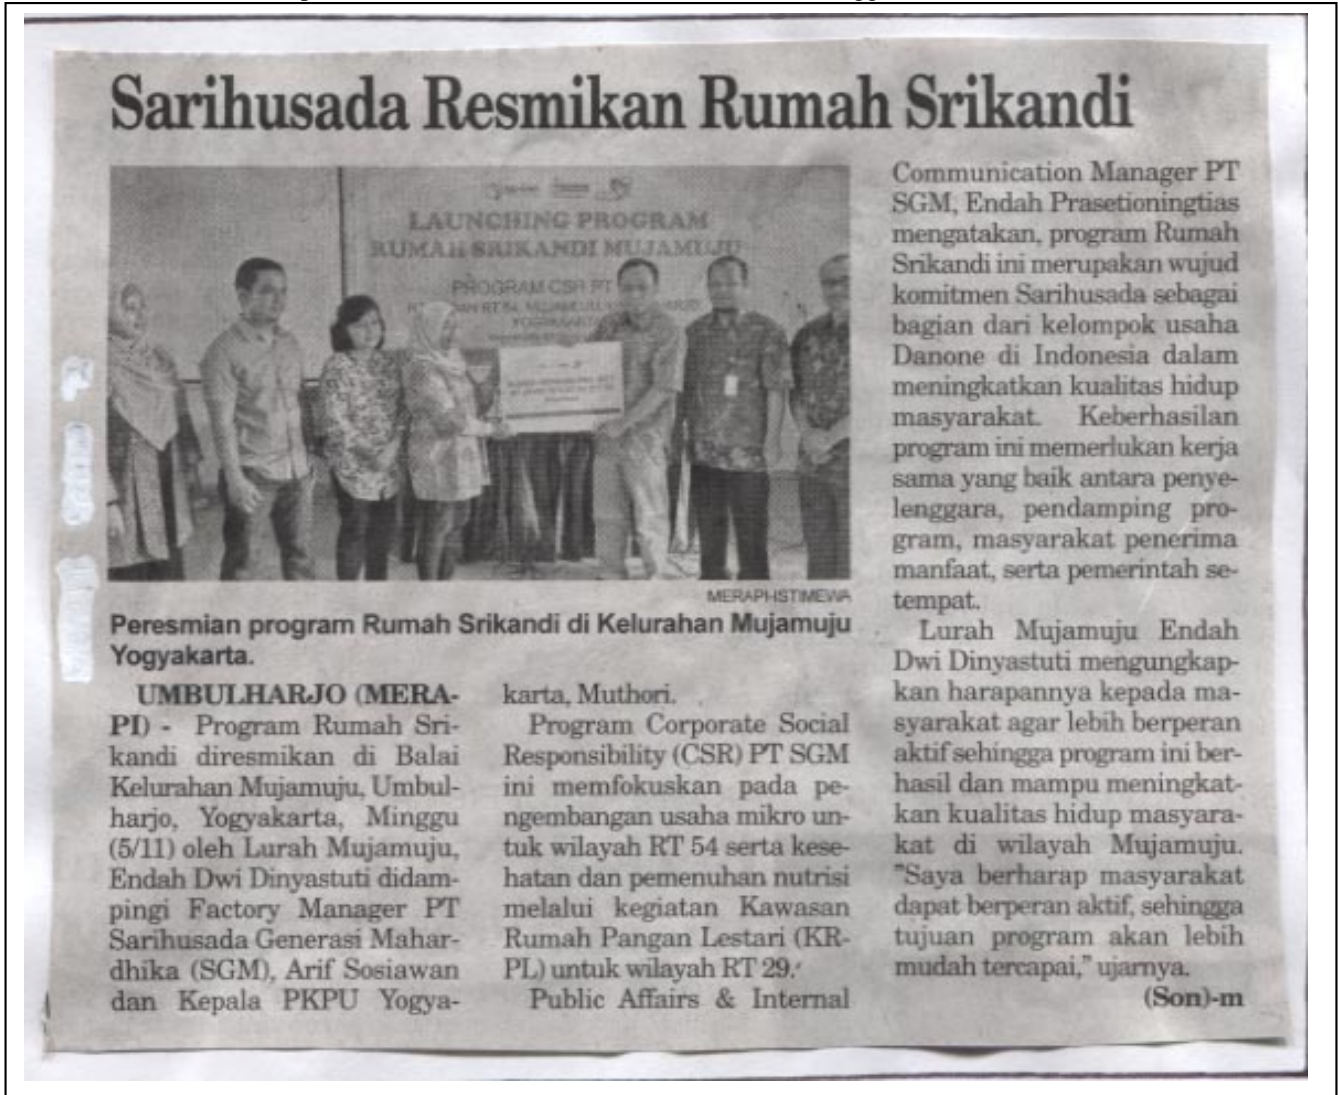 Sarihusada Resmikan Rumah Srikandi
LAUNCHING PROGRAM
RUMAH SRIKANDI MUJAMUJU
PROGRAM CSR PT
YOGYAKARTA
MERAPI-ISTIMEWA
Peresmian program Rumah Srikandi di Kelurahan Mujamuju
Yogyakarta.
UMBULHARJO (MERA-
PI) - Program Rumah Sri-
kandi diresmikan di Balai
Kelurahan Mujamuju, Umbul-
harjo, Yogyakarta, Minggu
(5/11) oleh Lurah Mujamuju,
Endah Dwi Dinyastuti didam-
pingi Factory Manager PT
Sarihusada Generasi Mahar-
dhika (SGM), Arif Sosiawan
dan Kepala PKPU Yogya-
karta, Muthori.
Program Corporate Social
Responsibility (CSR) PT SGM
ini memfokuskan pada pe-
ngembangan usaha mikro un-
tuk wilayah RT 54 serta kese-
hatan dan pemenuhan nutrisi
melalui kegiatan Kawasan
Rumah Pangan Lestari (KR-
PL) untuk wilayah RT 29.
Public Affairs & Internal
Communication Manager PT
SGM, Endah Prasetioningtias
mengatakan, program Rumah
Srikandi ini merupakan wujud
komitmen Sarihusada sebagai
bagian dari kelompok usaha
Danone di Indonesia dalam
meningkatkan kualitas hidup
masyarakat. Keberhasilan
program ini memerlukan kerja
sama yang baik antara penye-
lenggara, pendamping pro-
gram, masyarakat penerima
manfaat, serta pemerintah se-
tempat.
Lurah Mujamuju Endah
Dwi Dinyastuti mengungkap-
kan harapannya kepada ma-
syarakat agar lebih berperan
aktif sehingga program ini ber-
hasil dan mampu meningkat-
kan kualitas hidup masyara-
kat di wilayah Mujamuju.
"Saya berharap masyarakat
dapat berperan aktif, sehingga
tujuan program akan lebih
mudah tercapai," ujarnya.
(Son)-m